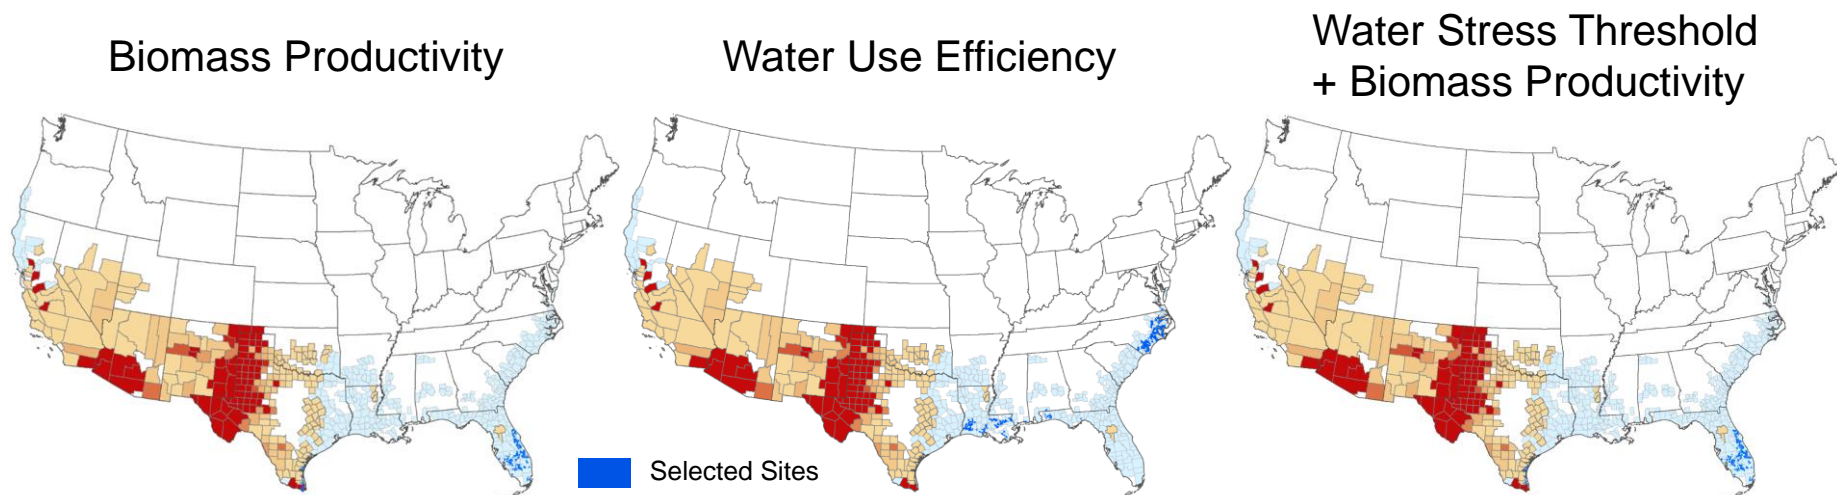 Biomass Productivity
Water Use Efficiency
Water Stress Threshold
+ Biomass Productivity
Selected Sites